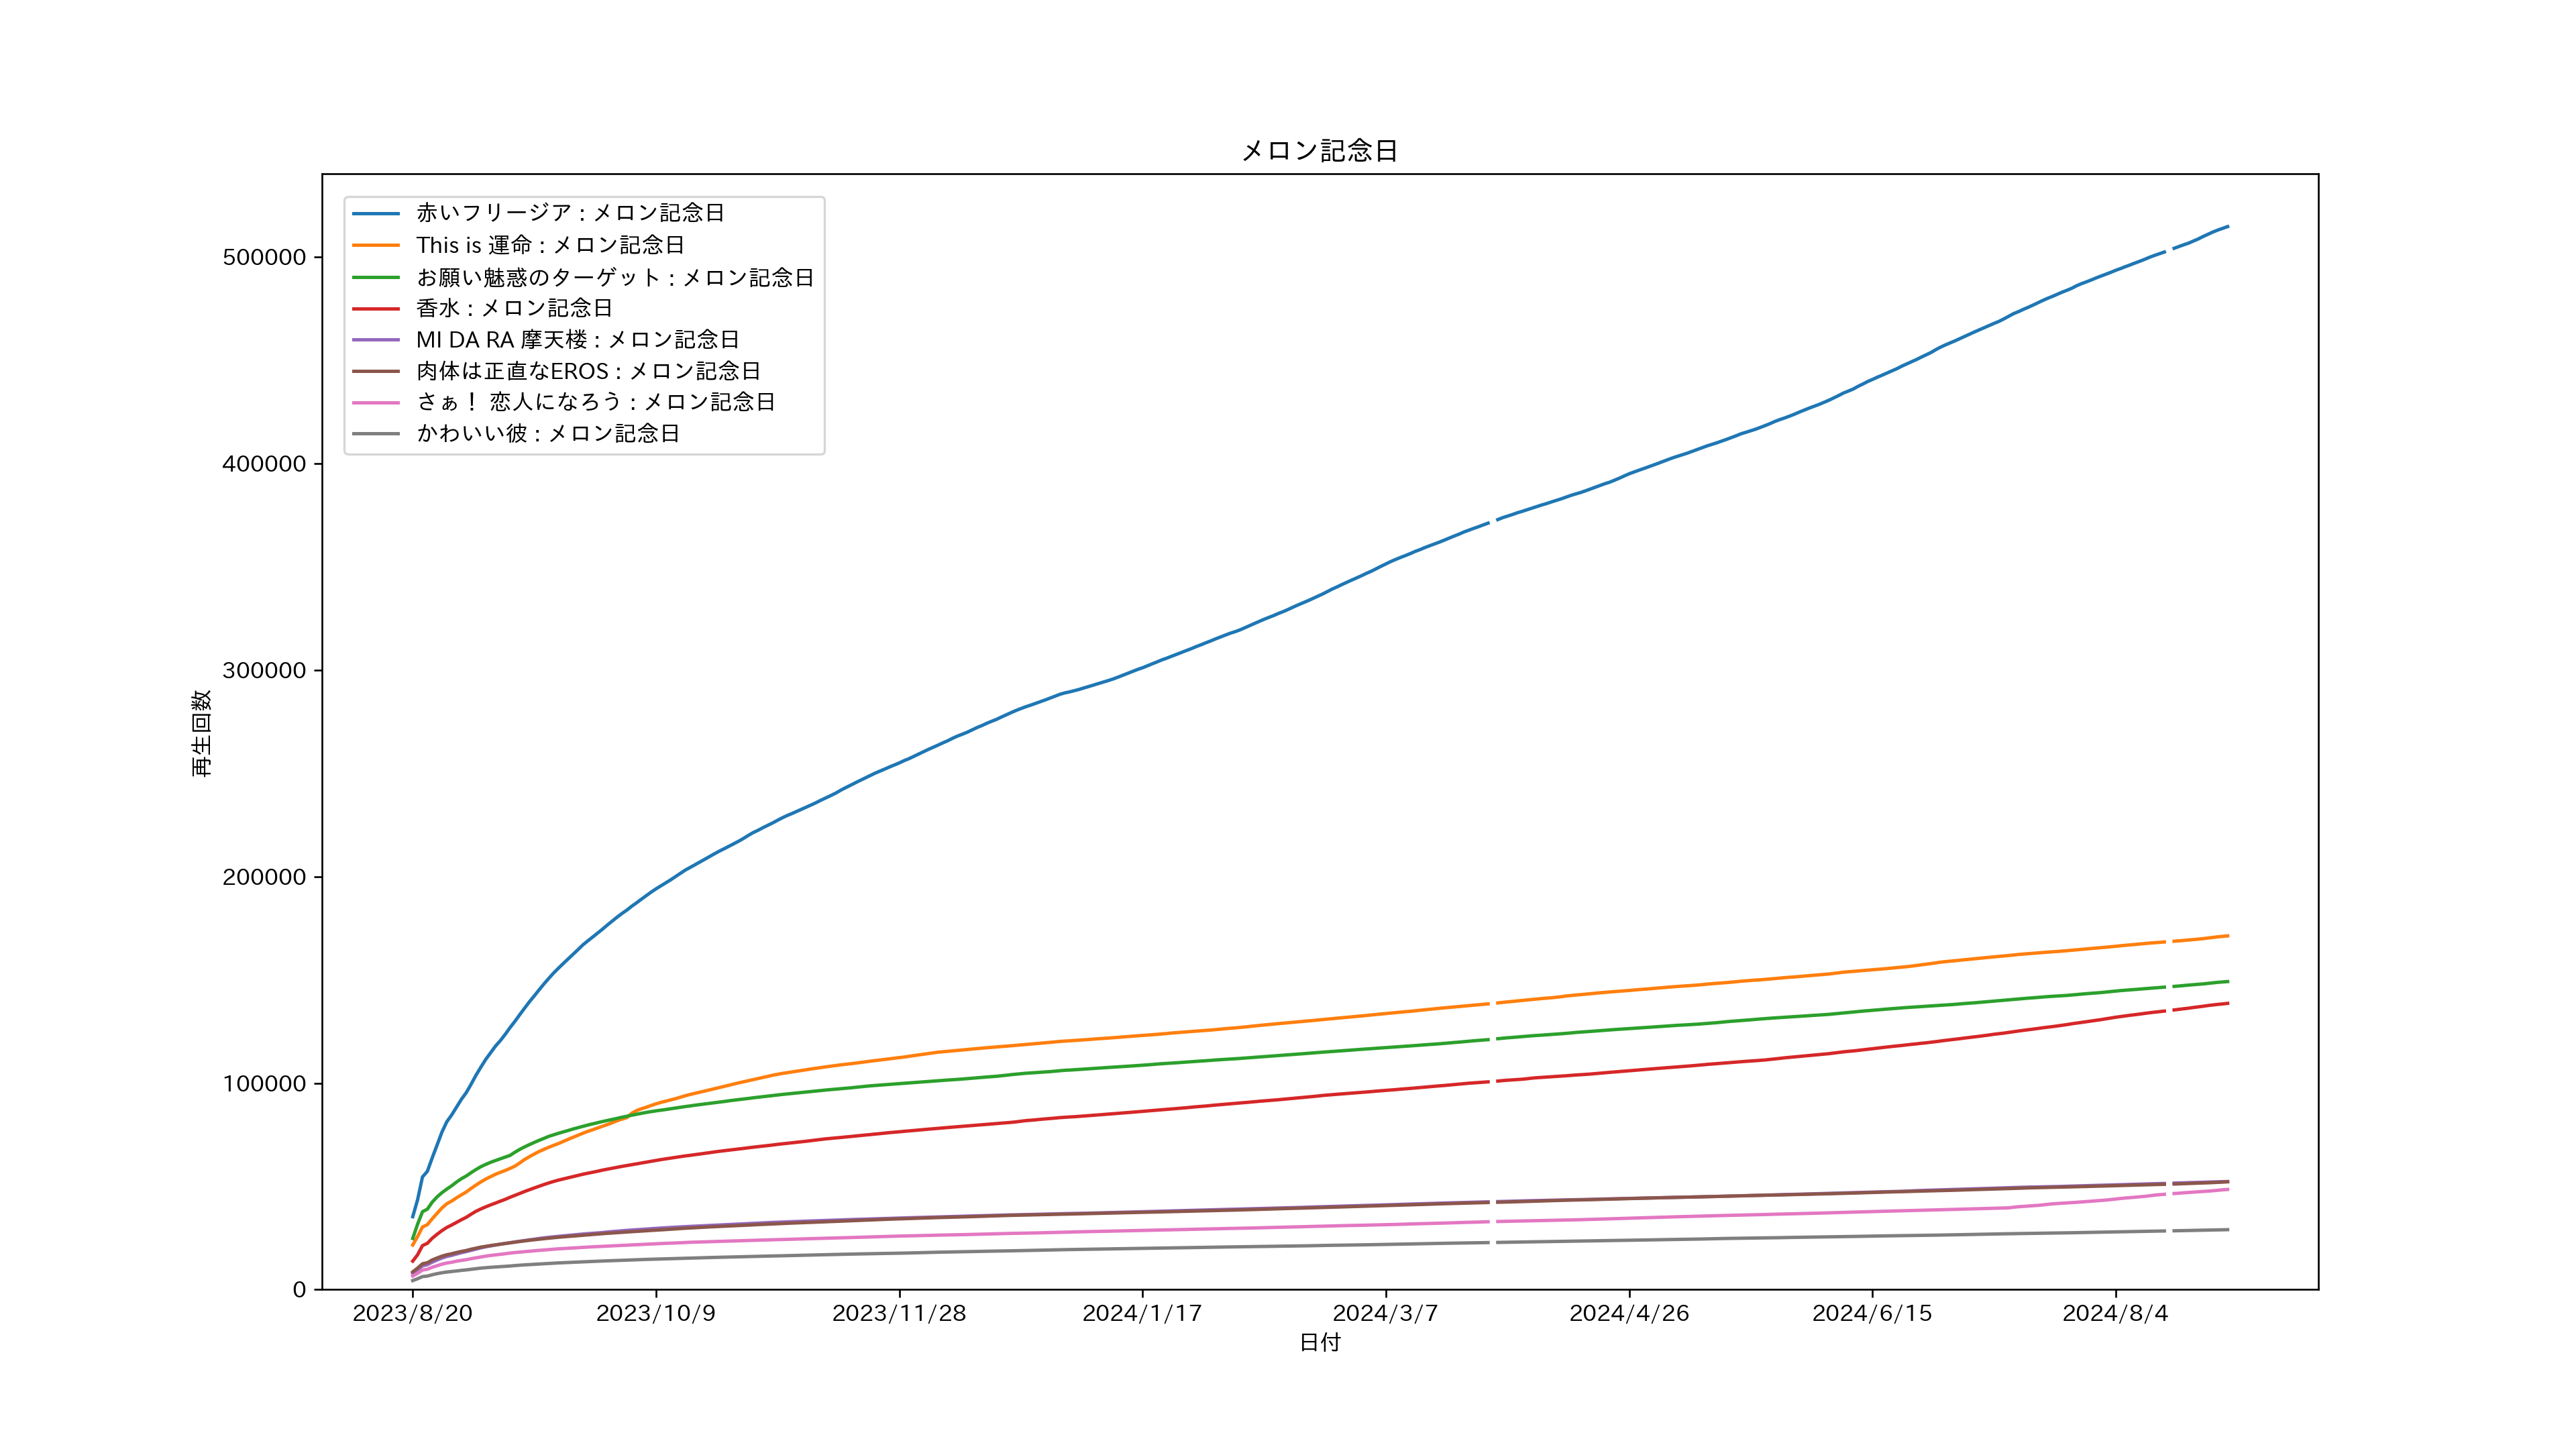 メロン記念日
赤いフリージア : メロン記念日
This is 運命 : メロン記念日
お願い魅惑のターゲット : メロン記念日
香水 : メロン記念日
MI DA RA 摩天楼 : メロン記念日
肉体は正直なEROS : メロン記念日
さぁ！ 恋人になろう : メロン記念日
かわいい彼 : メロン記念日
再生回数
500000
400000
300000
200000
100000
0
2023/8/20 2023/10/9 2023/11/28 2024/1/17 2024/3/7 2024/4/26 2024/6/15 2024/8/4
日付